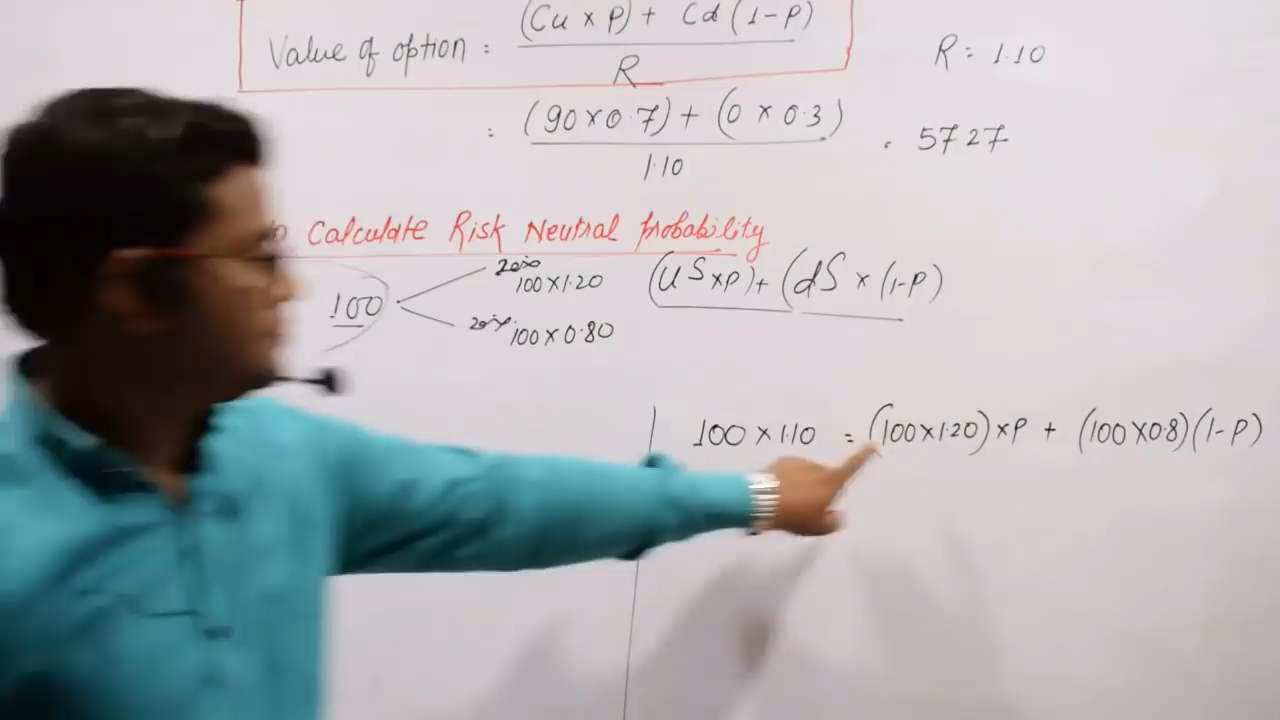 (Cu x P) + Cd (1-P)
Value of option =
R
R = 1.10
= (90 x 0.7) + (0 x 0.3)
1.10
= 57.27
Calculate Risk Neutral Probability
20%
100 x 1.20
(uS x P) + (dS x (1-P)
100
20%
100 x 0.80
100 x 1.10 = (100 x 1.20) x P + (100 x 0.8) (1-P)